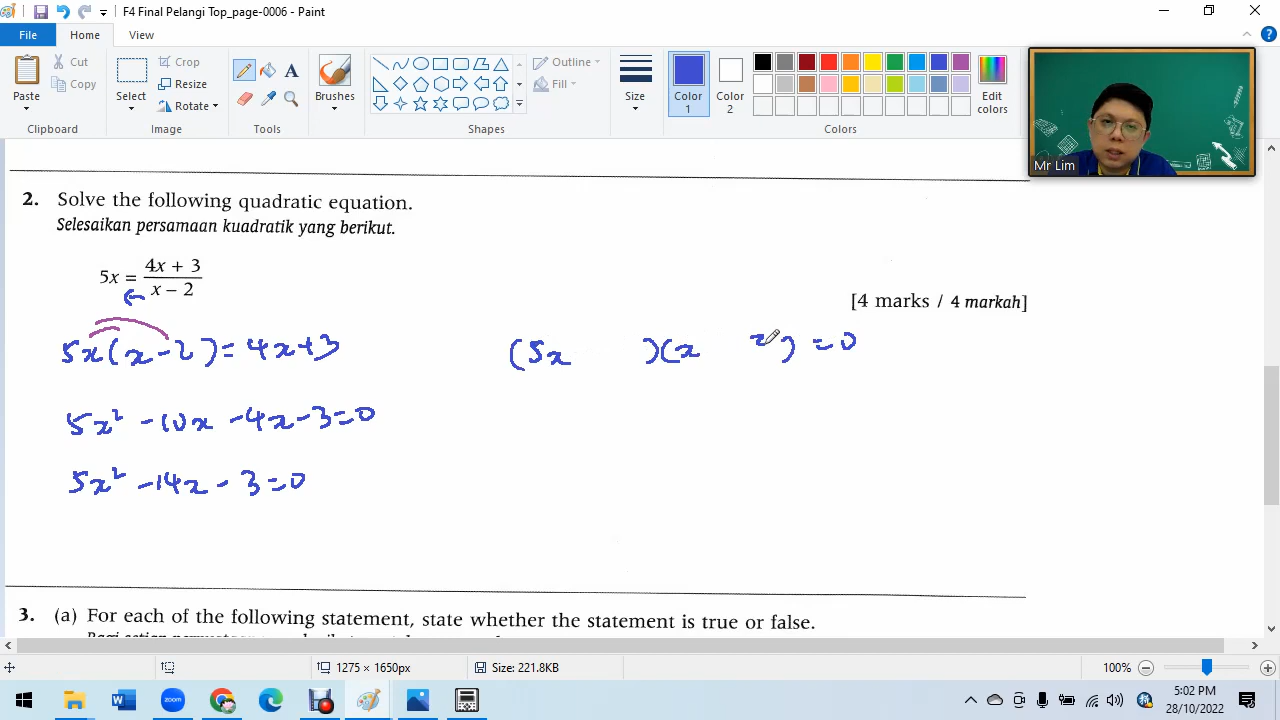 F4 Final Pelangi Top_page-0006 - Paint
File Home View
Paste Cut Copy Clipboard
Select Crop Resize Rotate Image
Tools
Brushes
Outline Fill Shapes
Size
Color 1 Color 2 Edit colors Colors
Mr Lim
2. Solve the following quadratic equation.
Selesaikan persamaan kuadratik yang berikut.
5x = (4x + 3)/(x – 2)
[4 marks / 4 markah]
5x(x-2) = 4x+3
(5x )(x ) = 0
5x² -10x -4x -3 = 0
5x² -14x - 3 = 0
3. (a) For each of the following statement, state whether the statement is true or false.
1275 × 1650px Size: 221.8KB 100%
zoom
5:02 PM
28/10/2022